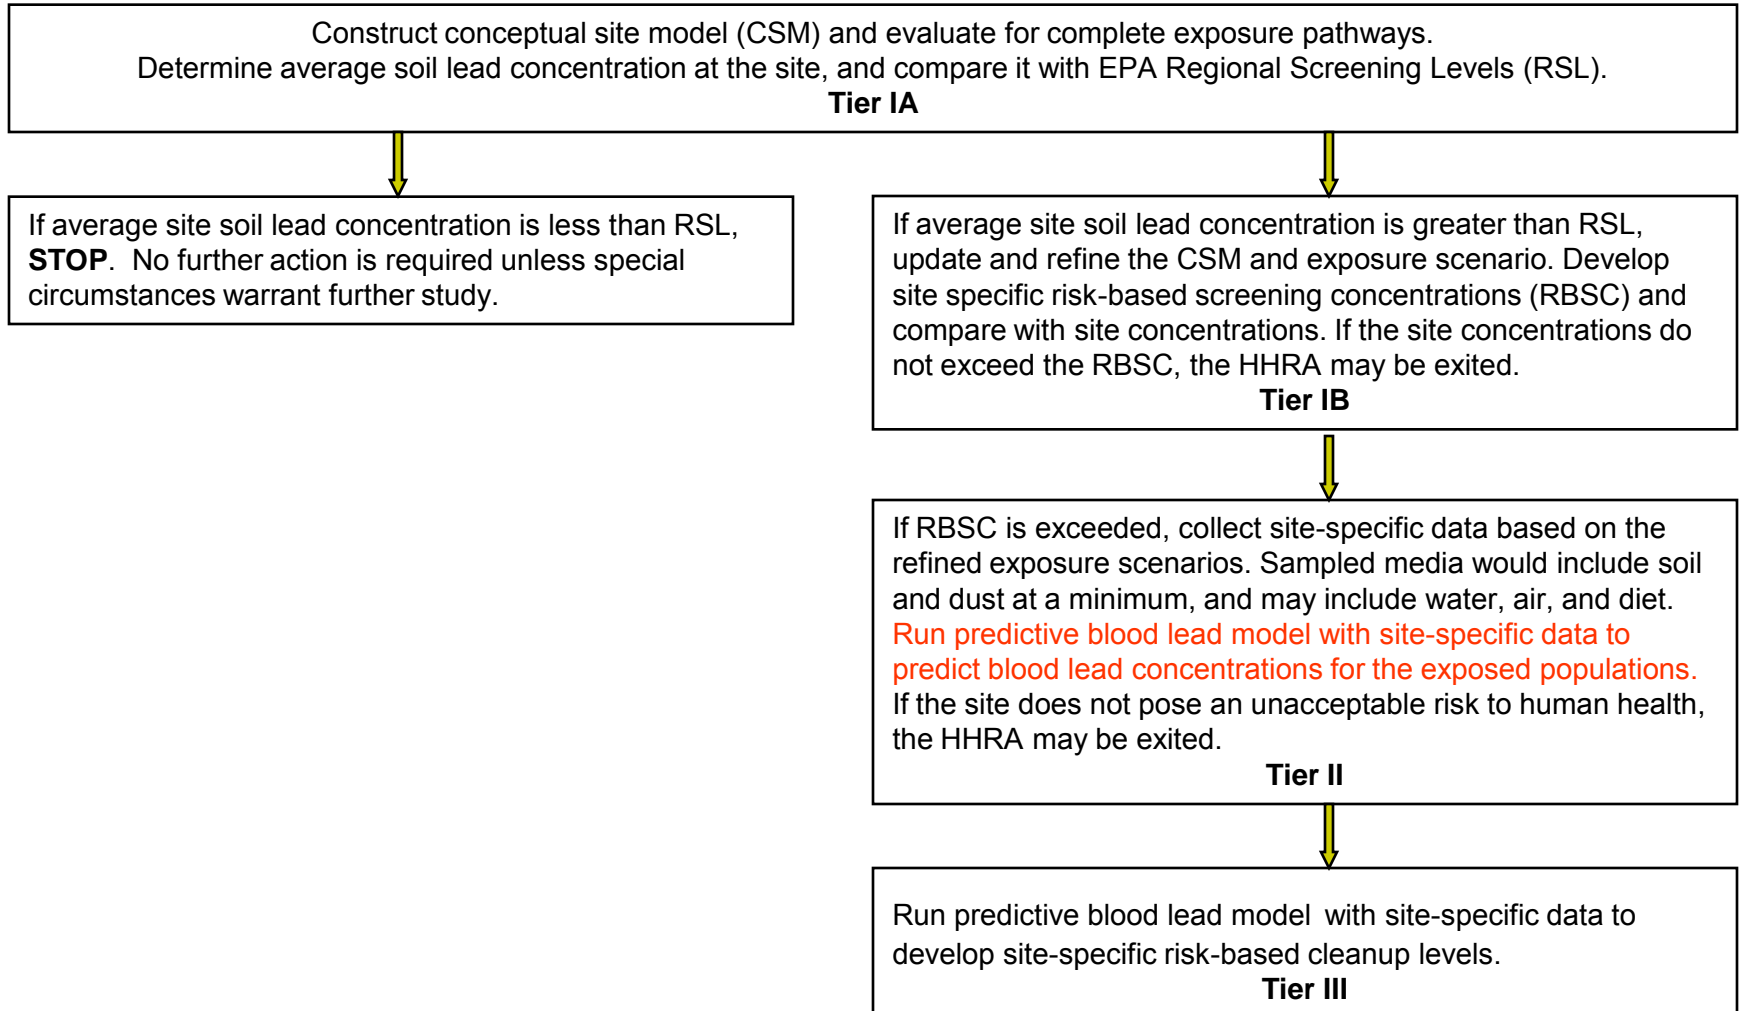 Construct conceptual site model (CSM) and evaluate for complete exposure pathways.
Determine average soil lead concentration at the site, and compare it with EPA Regional Screening Levels (RSL).
Tier IA
If average site soil lead concentration is less than RSL,
STOP.  No further action is required unless special
circumstances warrant further study.
If average site soil lead concentration is greater than RSL,
update and refine the CSM and exposure scenario. Develop
site specific risk-based screening concentrations (RBSC) and
compare with site concentrations. If the site concentrations do
not exceed the RBSC, the HHRA may be exited.
Tier IB
If RBSC is exceeded, collect site-specific data based on the
refined exposure scenarios. Sampled media would include soil
and dust at a minimum, and may include water, air, and diet.
Run predictive blood lead model with site-specific data to
predict blood lead concentrations for the exposed populations.
If the site does not pose an unacceptable risk to human health,
the HHRA may be exited.
Tier II
Run predictive blood lead model  with site-specific data to
develop site-specific risk-based cleanup levels.
Tier III